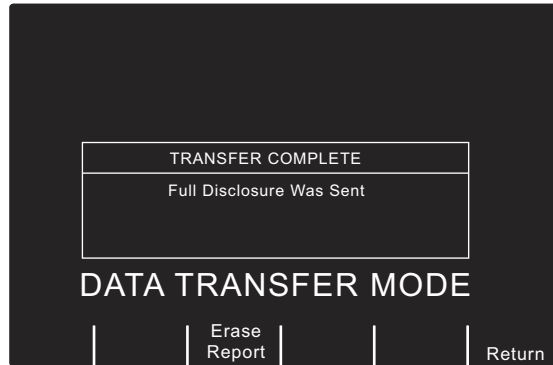 TRANSFER COMPLETE
Full Disclosure Was Sent
DATA TRANSFER MODE
Erase
Report
Return